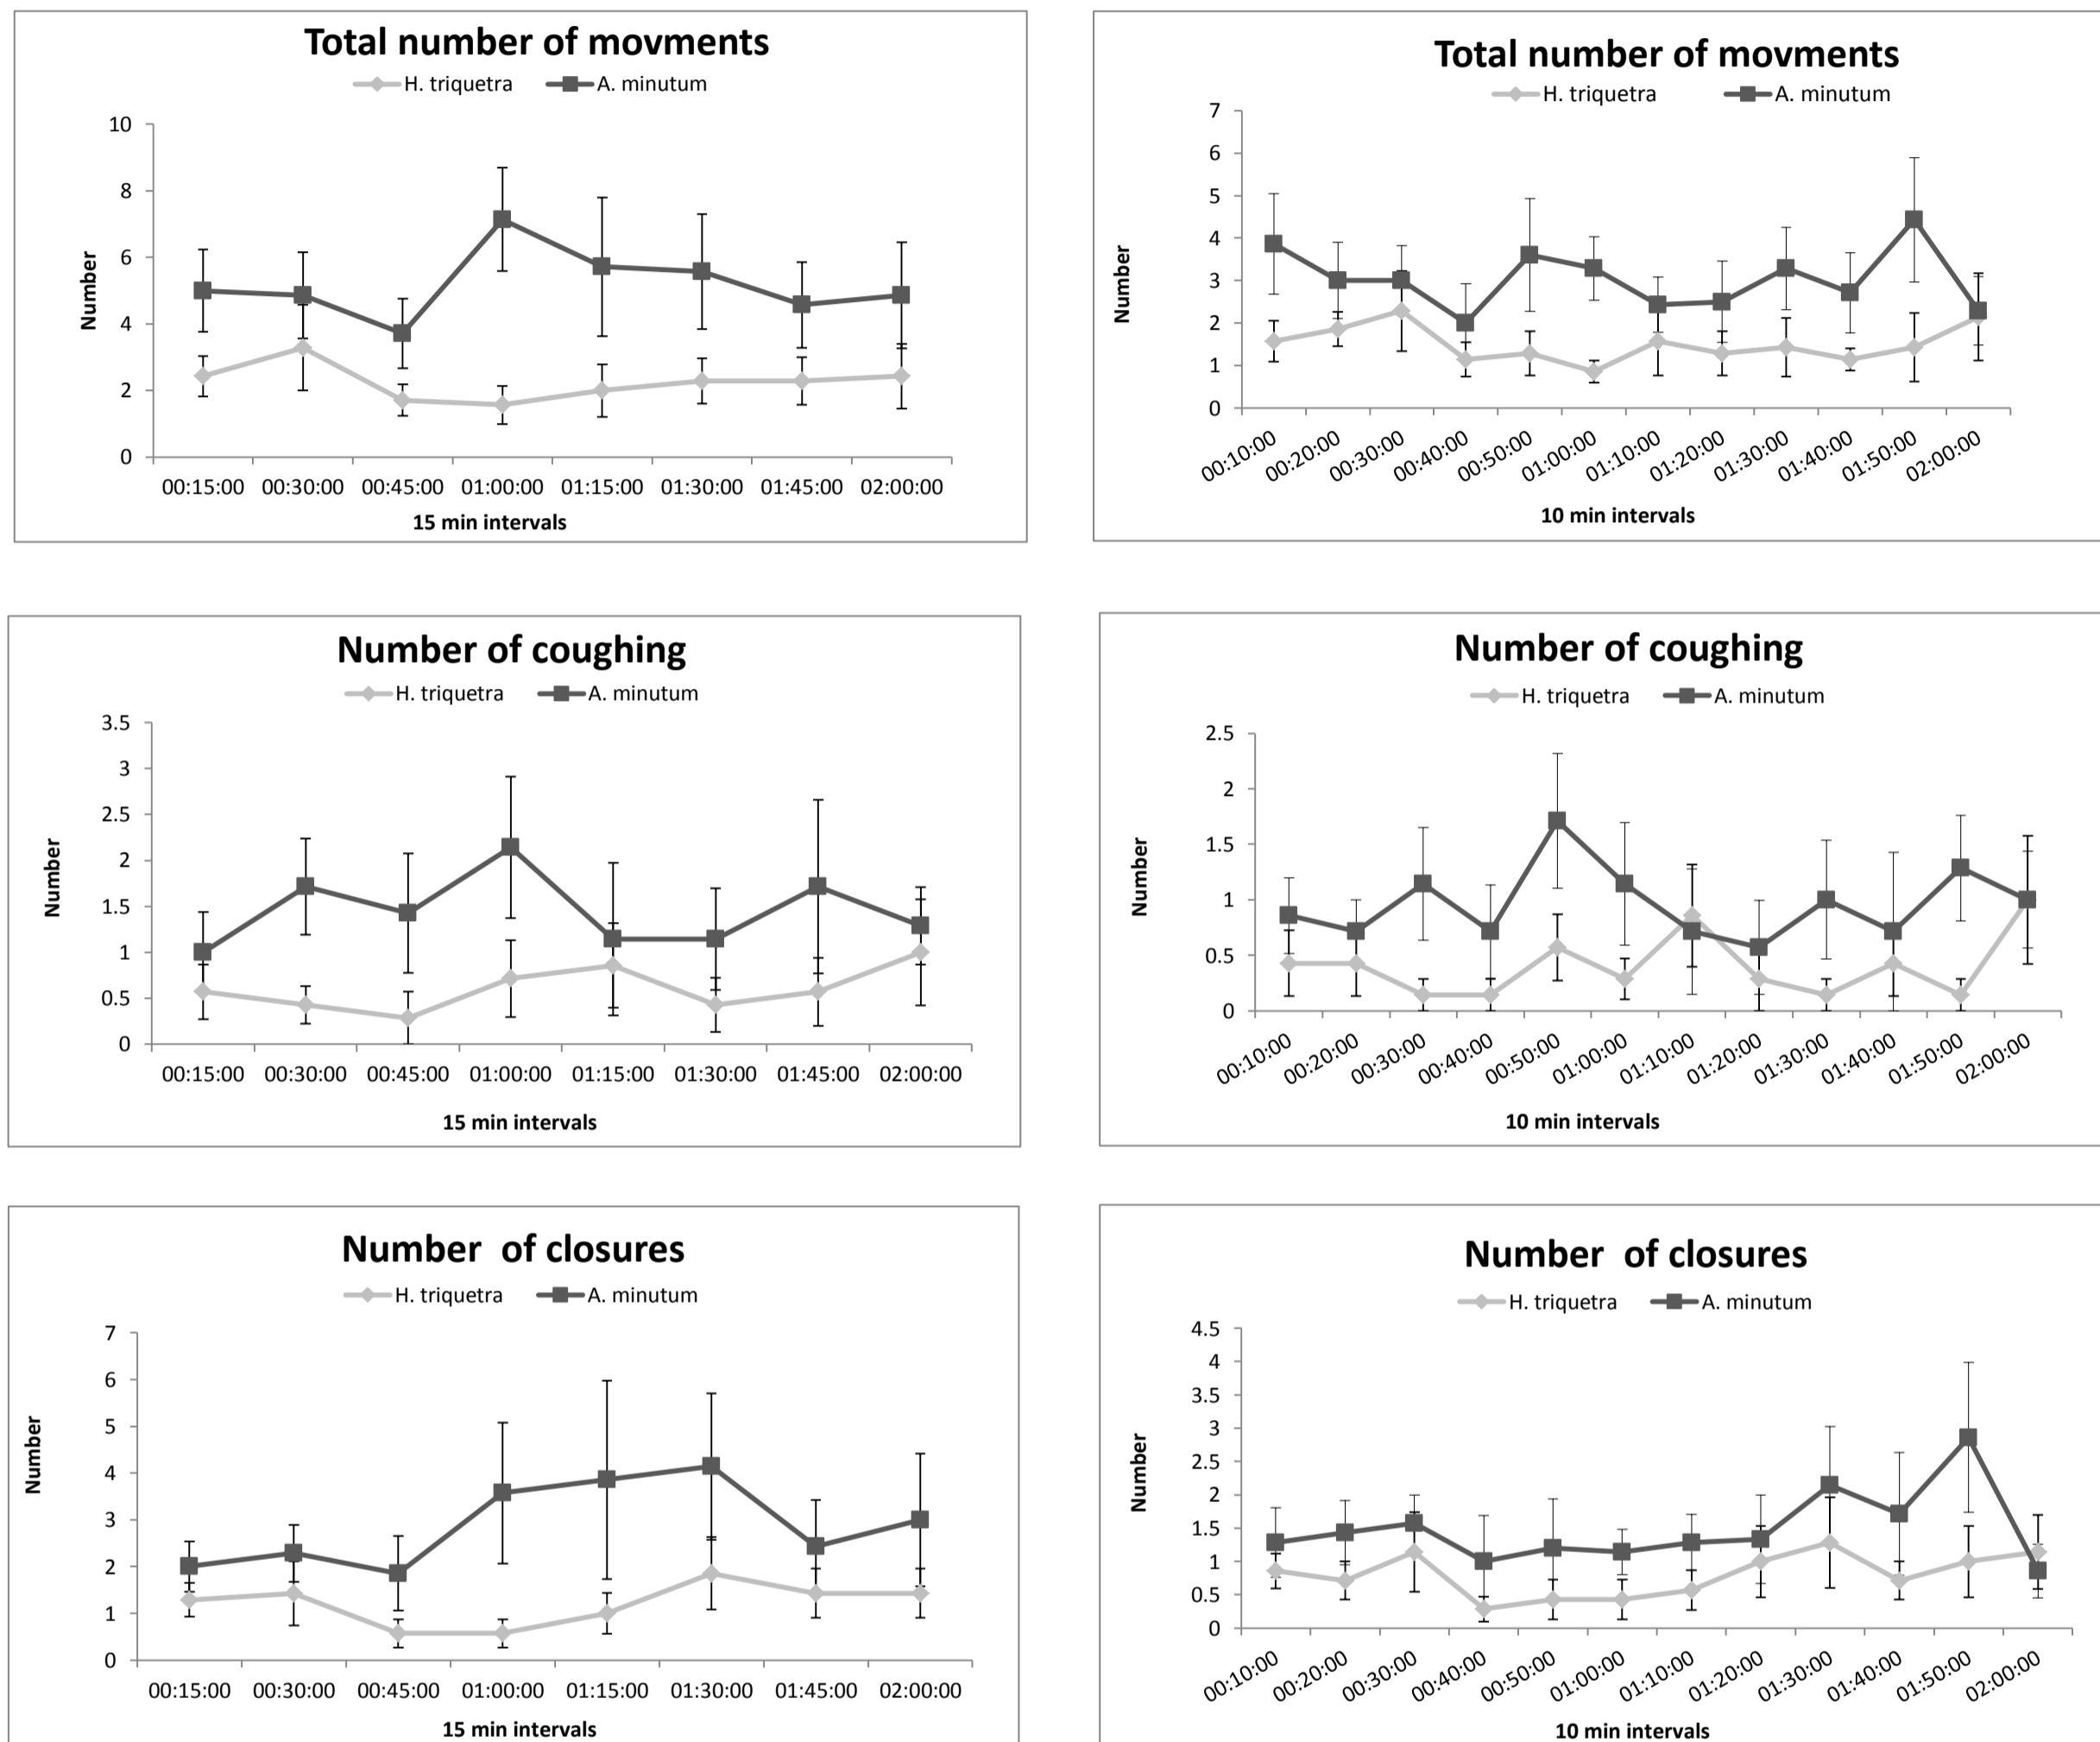 Total number of movments
H. triquetra A. minutum
10
8
6
4
2
0
Number
00:15:00 00:30:00 00:45:00 01:00:00 01:15:00 01:30:00 01:45:00 02:00:00
15 min intervals
Total number of movments
H. triquetra A. minutum
7
6
5
4
3
2
1
0
Number
00:10:00 00:20:00 00:30:00 00:40:00 00:50:00 01:00:00 01:10:00 01:20:00 01:30:00 01:40:00 01:50:00 02:00:00
10 min intervals
Number of coughing
H. triquetra A. minutum
3.5
3
2.5
2
1.5
1
0.5
0
Number
00:15:00 00:30:00 00:45:00 01:00:00 01:15:00 01:30:00 01:45:00 02:00:00
15 min intervals
Number of coughing
H. triquetra A. minutum
2.5
2
1.5
1
0.5
0
Number
00:10:00 00:20:00 00:30:00 00:40:00 00:50:00 01:00:00 01:10:00 01:20:00 01:30:00 01:40:00 01:50:00 02:00:00
10 min intervals
Number of closures
H. triquetra A. minutum
7
6
5
4
3
2
1
0
Number
00:15:00 00:30:00 00:45:00 01:00:00 01:15:00 01:30:00 01:45:00 02:00:00
15 min intervals
Number of closures
H. triquetra A. minutum
4.5
4
3.5
3
2.5
2
1.5
1
0.5
0
Number
00:10:00 00:20:00 00:30:00 00:40:00 00:50:00 01:00:00 01:10:00 01:20:00 01:30:00 01:40:00 01:50:00 02:00:00
10 min intervals